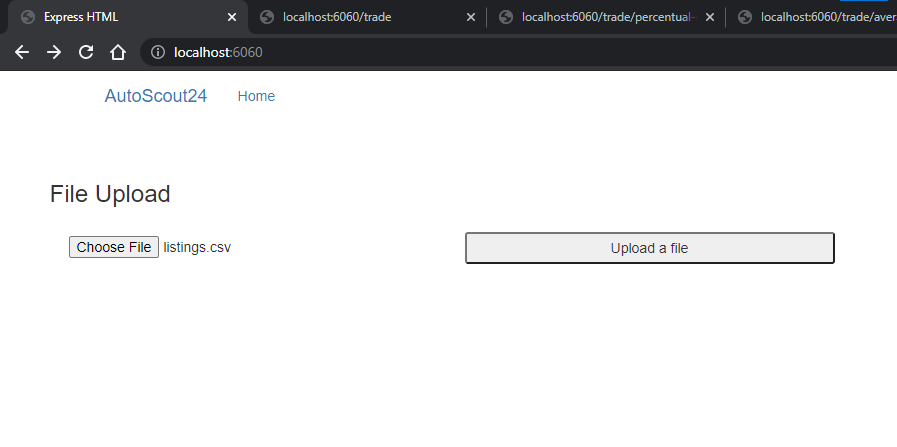 Express HTML
localhost:6060/trade
localhost:6060/trade/percentual-
localhost:6060/trade/aver
localhost:6060
AutoScout24 Home
File Upload
Choose File listings.csv
Upload a file